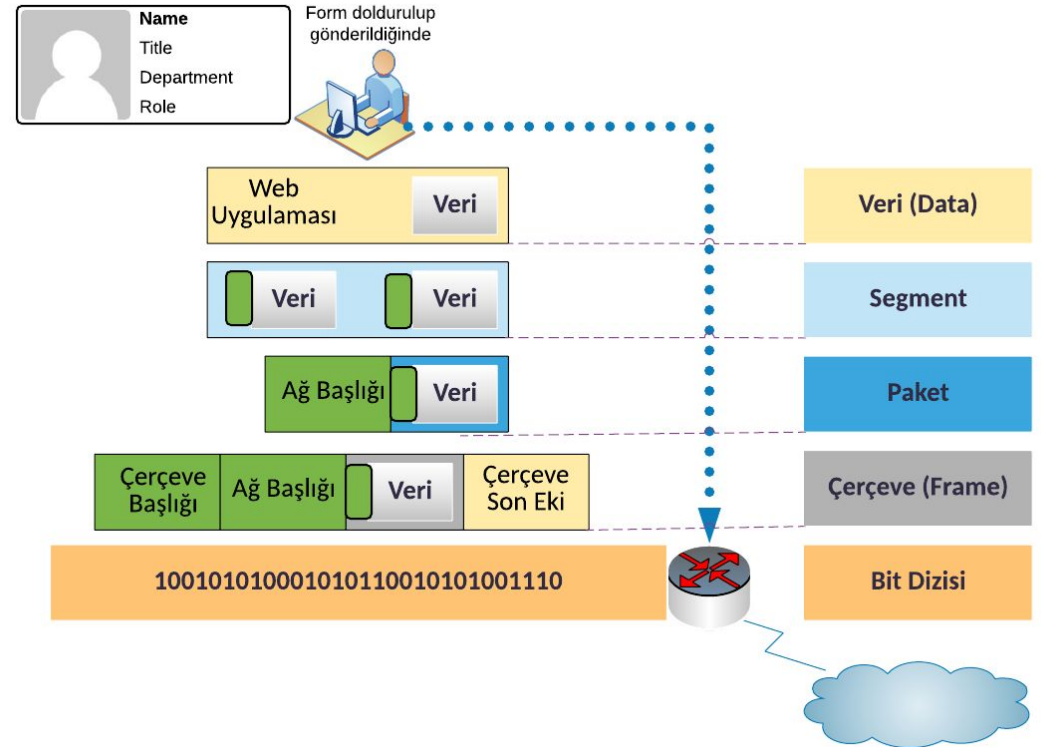 Name
Title
Department
Role
Form doldurulup
gönderildiğinde
Web
Uygulaması
Veri
Veri (Data)
Veri
Veri
Segment
Ağ Başlığı
Veri
Paket
Çerçeve
Başlığı
Ağ Başlığı
Veri
Çerçeve
Son Eki
Çerçeve (Frame)
100101010001010110010101001110
Bit Dizisi